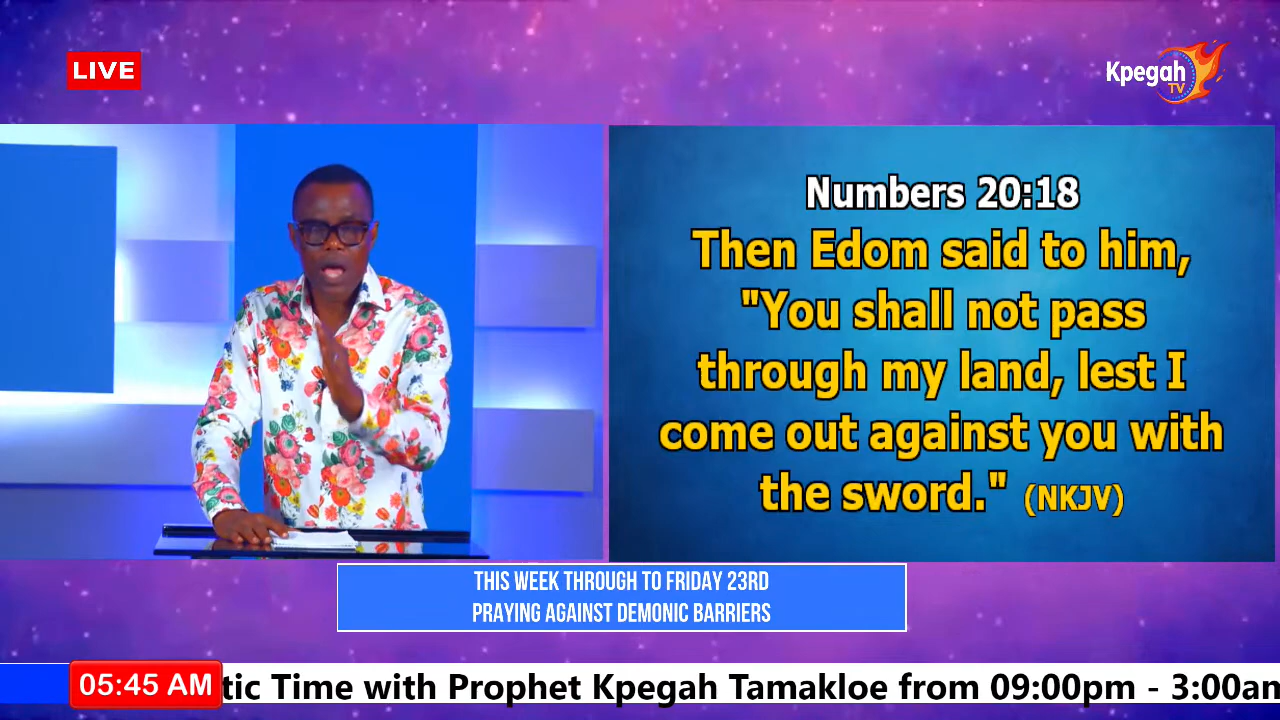 LIVE
Kpegah
TV
Numbers 20:18
Then Edom said to him,
"You shall not pass
through my land, lest I
come out against you with
the sword." (NKJV)
THIS WEEK THROUGH TO FRIDAY 23RD
PRAYING AGAINST DEMONIC BARRIERS
05:45 AM tic Time with Prophet Kpegah Tamakloe from 09:00pm - 3:00am